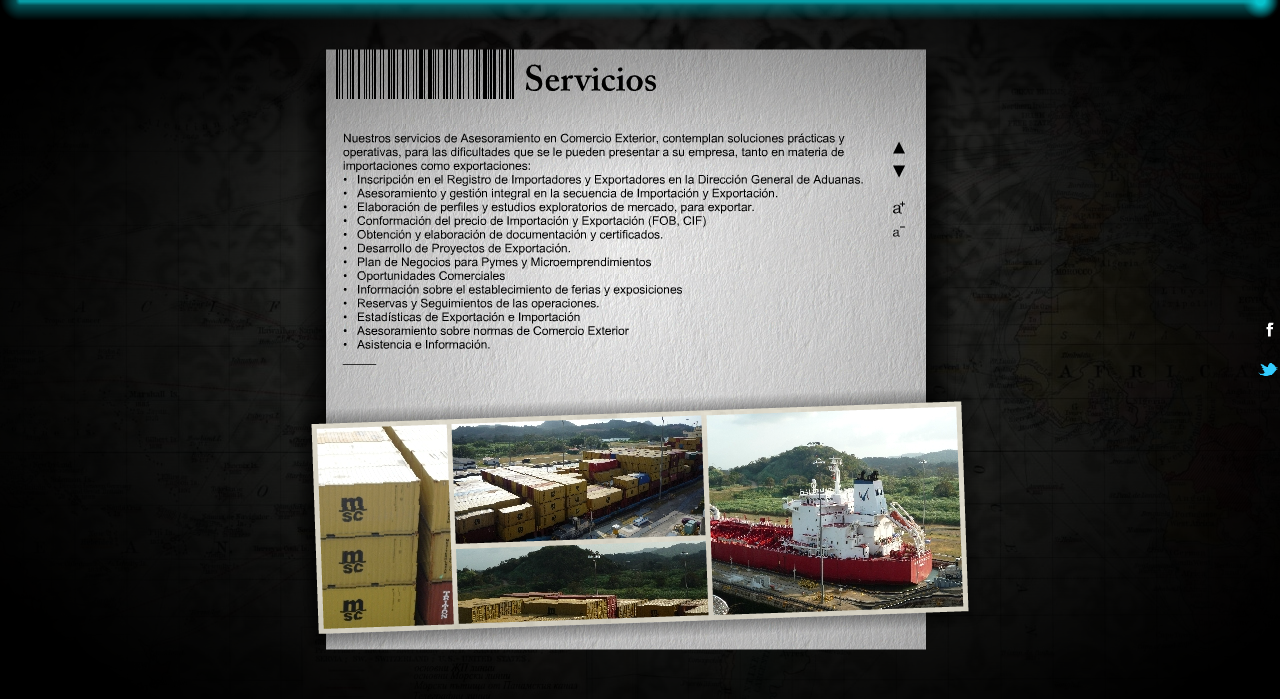 Servicios
Nuestros servicios de Asesoramiento en Comercio Exterior, contemplan soluciones prácticas y
operativas, para las dificultades que se le pueden presentar a su empresa, tanto en materia de
importaciones como exportaciones:
• Inscripción en el Registro de Importadores y Exportadores en la Dirección General de Aduanas.
• Asesoramiento y gestión integral en la secuencia de Importación y Exportación.
• Elaboración de perfiles y estudios exploratorios de mercado, para exportar.
• Conformación del precio de Importación y Exportación (FOB, CIF)
• Obtención y elaboración de documentación y certificados.
• Desarrollo de Proyectos de Exportación.
• Plan de Negocios para Pymes y Microemprendimientos
• Oportunidades Comerciales
• Información sobre el establecimiento de ferias y exposiciones
• Reservas y Seguimientos de las operaciones.
• Estadísticas de Exportación e Importación
• Asesoramiento sobre normas de Comercio Exterior
• Asistencia e Información.
a+
a-
f
A F R I C A
m
sc
m
sc
m
sc